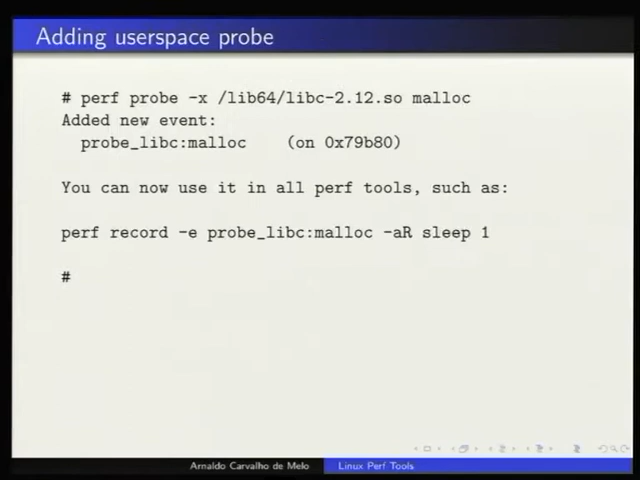 Adding userspace probe
# perf probe -x /lib64/libc-2.12.so malloc
Added new event:
probe_libc:malloc (on 0x79b80)
You can now use it in all perf tools, such as:
perf record -e probe_libc:malloc -aR sleep 1
#
Arnaldo Carvalho de Melo Linux Perf Tools